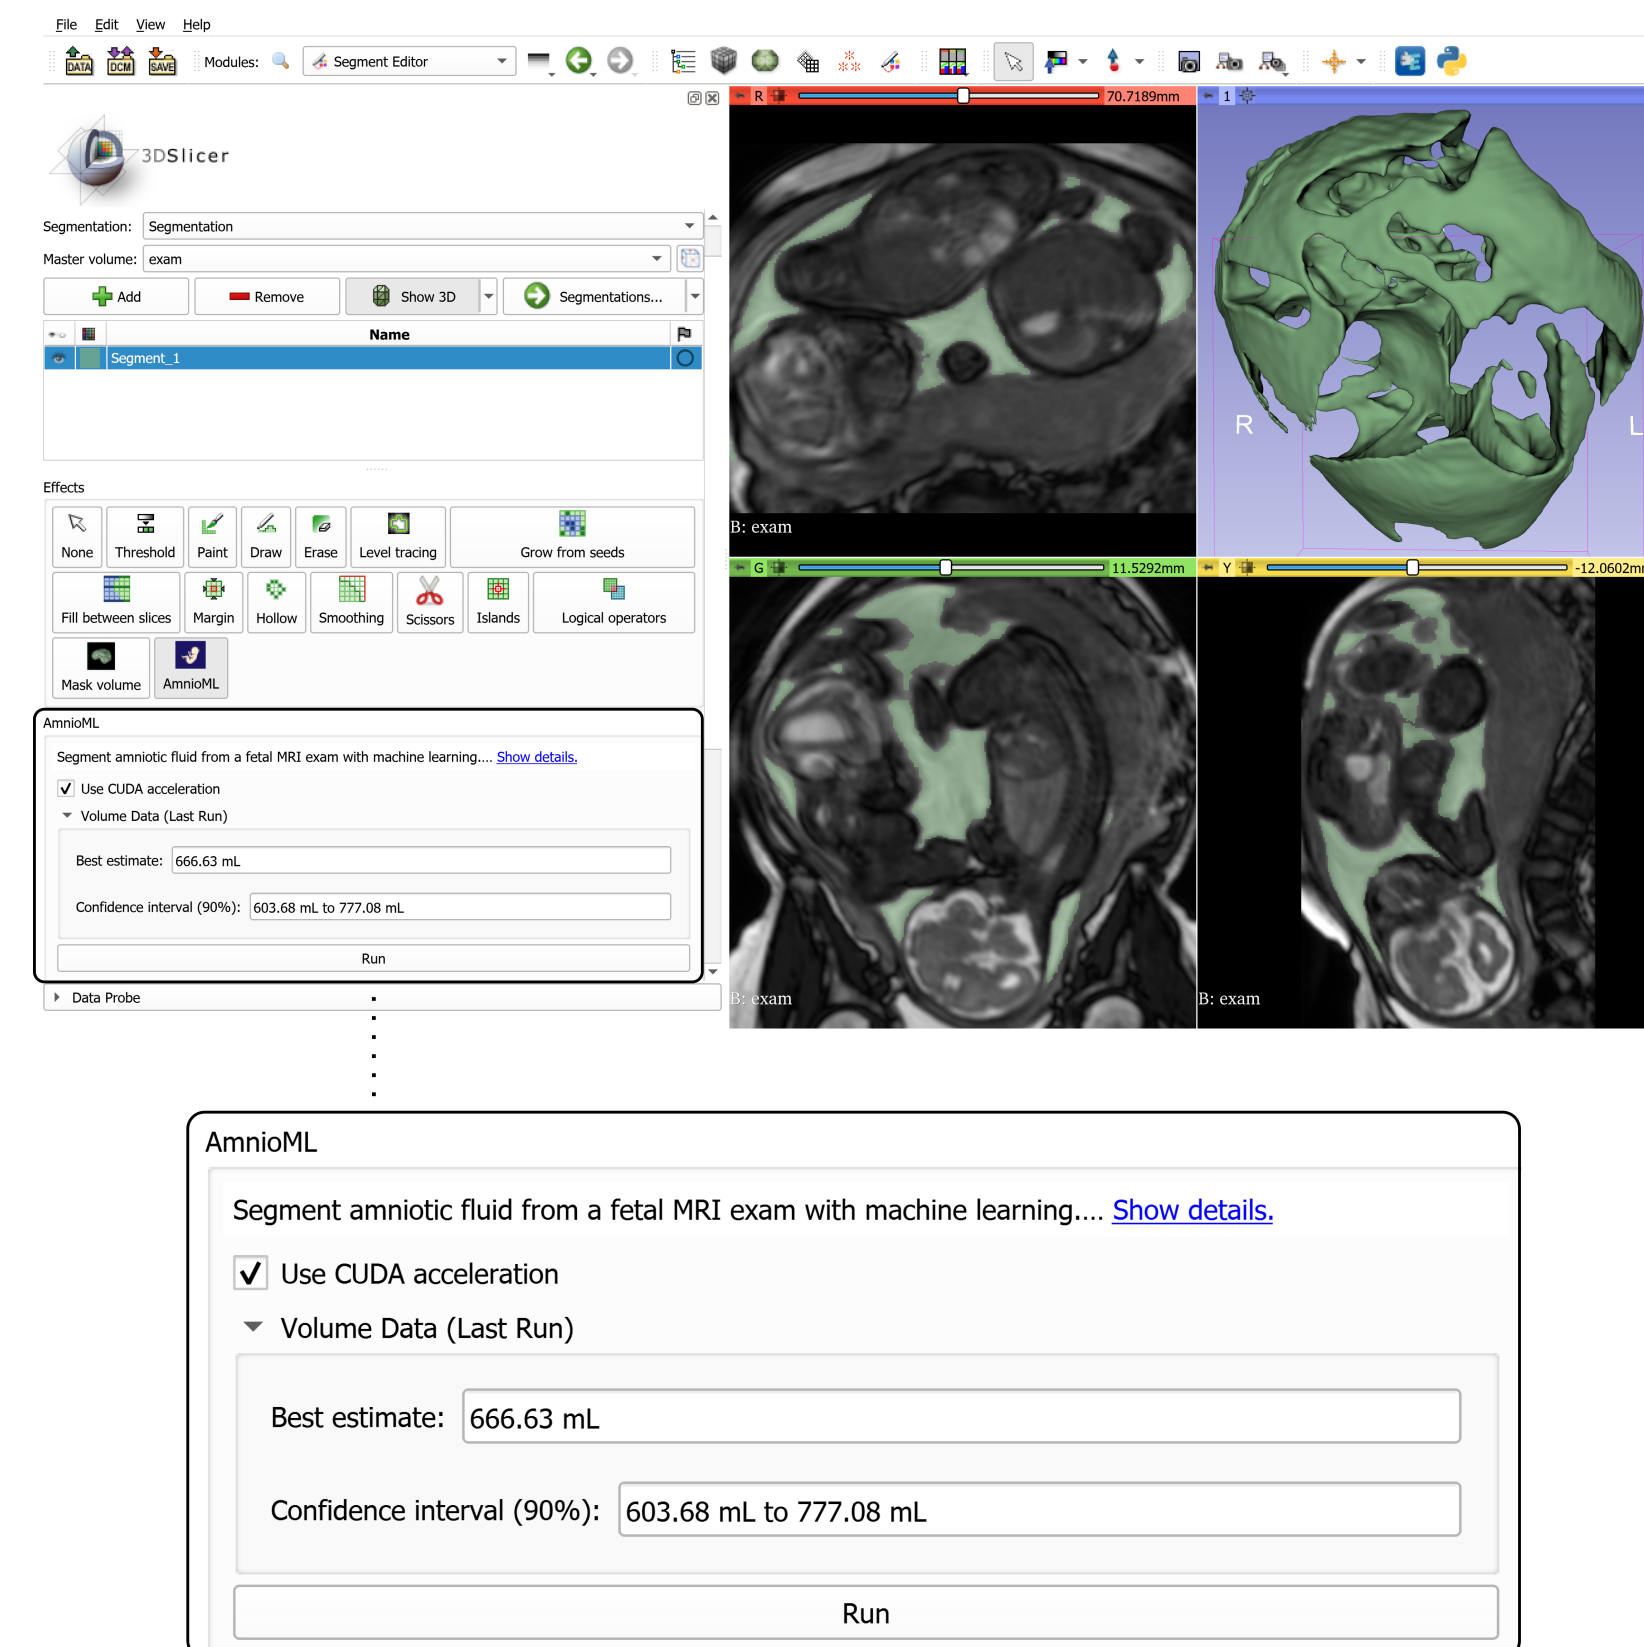 File Edit View Help
DATA DCM SAVE Modules: Segment Editor
3DSlicer
Segmentation: Segmentation
Master volume: exam
Add Remove Show 3D Segmentations...
Name
Segment_1
Effects
None Threshold Paint Draw Erase Level tracing Grow from seeds
Fill between slices Margin Hollow Smoothing Scissors Islands Logical operators
Mask volume AmnioML
AmnioML
Segment amniotic fluid from a fetal MRI exam with machine learning.... Show details.
Use CUDA acceleration
Volume Data (Last Run)
Best estimate: 666.63 mL
Confidence interval (90%): 603.68 mL to 777.08 mL
Run
Data Probe
R 70.7189mm
B: exam
1
R L
G 11.5292mm
B: exam
Y -12.0602mm
B: exam
AmnioML
Segment amniotic fluid from a fetal MRI exam with machine learning.... Show details.
Use CUDA acceleration
Volume Data (Last Run)
Best estimate: 666.63 mL
Confidence interval (90%): 603.68 mL to 777.08 mL
Run